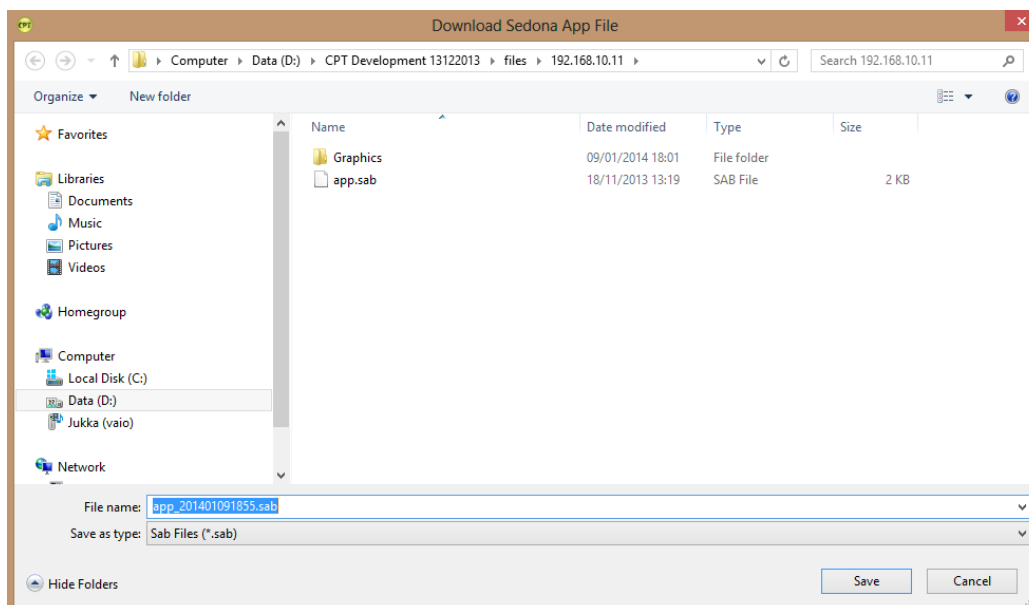 CPT
Download Sedona App File
x
Computer Data (D:) CPT Development 13122013 files 192.168.10.11
Search 192.168.10.11
Organize
New folder
Favorites
Libraries
Documents
Music
Pictures
Videos
Homegroup
Computer
Local Disk (C:)
Data (D:)
Jukka (vaio)
Network
Name Date modified Type Size
Graphics 09/01/2014 18:01 File folder
app.sab 18/11/2013 13:19 SAB File 2 KB
File name: app_201401091855.sab
Save as type: Sab Files (*.sab)
Hide Folders
Save
Cancel